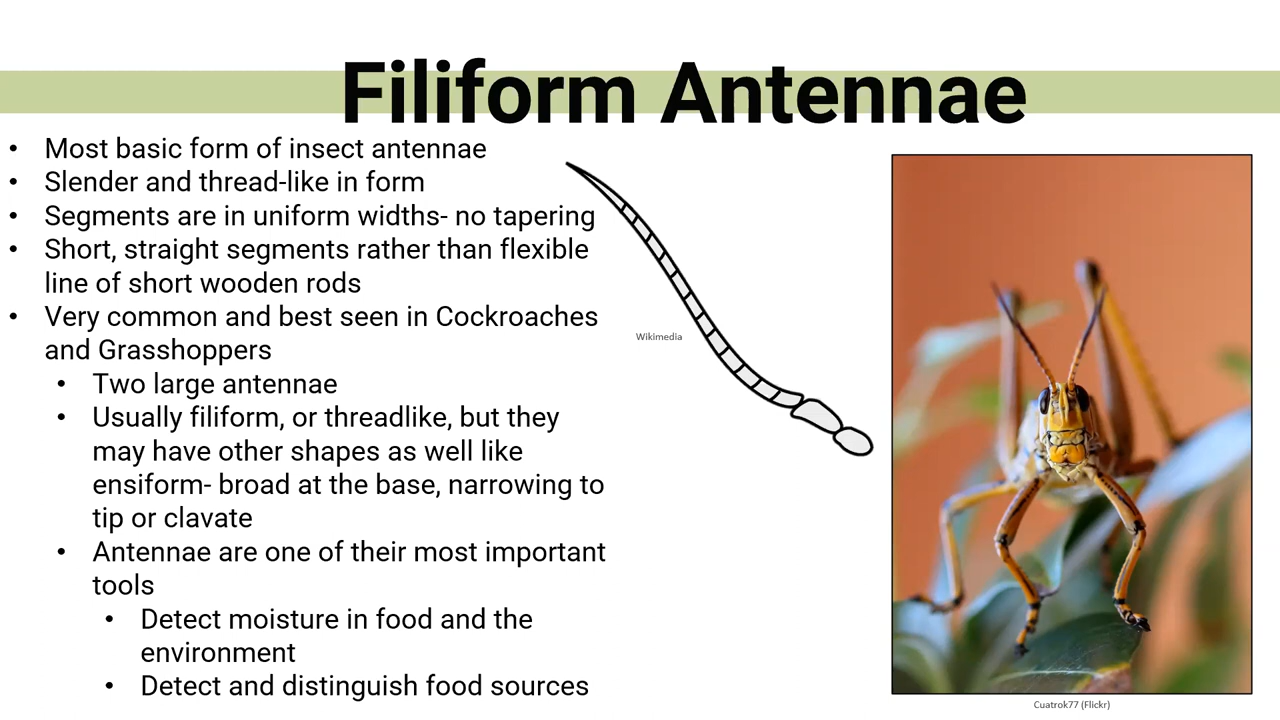 Filiform Antennae
• Most basic form of insect antennae
• Slender and thread-like in form
• Segments are in uniform widths- no tapering
• Short, straight segments rather than flexible
line of short wooden rods
• Very common and best seen in Cockroaches
and Grasshoppers
• Two large antennae
• Usually filiform, or threadlike, but they
may have other shapes as well like
ensiform- broad at the base, narrowing to
tip or clavate
• Antennae are one of their most important
tools
• Detect moisture in food and the
environment
• Detect and distinguish food sources
Wikimedia
Cuatrok77 (Flickr)